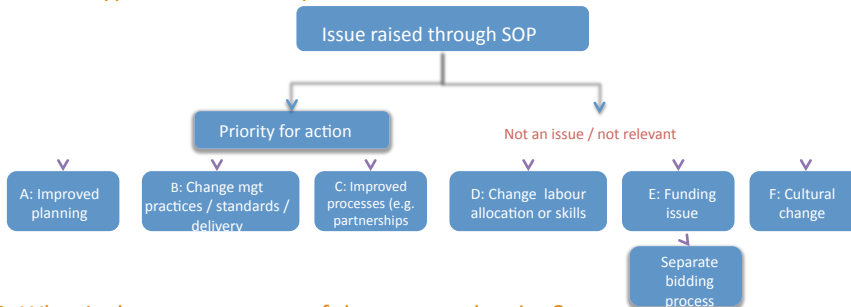 Issue raised through SOP
Priority for action
Not an issue / not relevant
A: Improved
planning
B: Change mgt
practices / standards /
delivery
C: Improved
processes (e.g.
partnerships
D: Change labour
allocation or skills
E: Funding
issue
F: Cultural
change
Separate
bidding
process